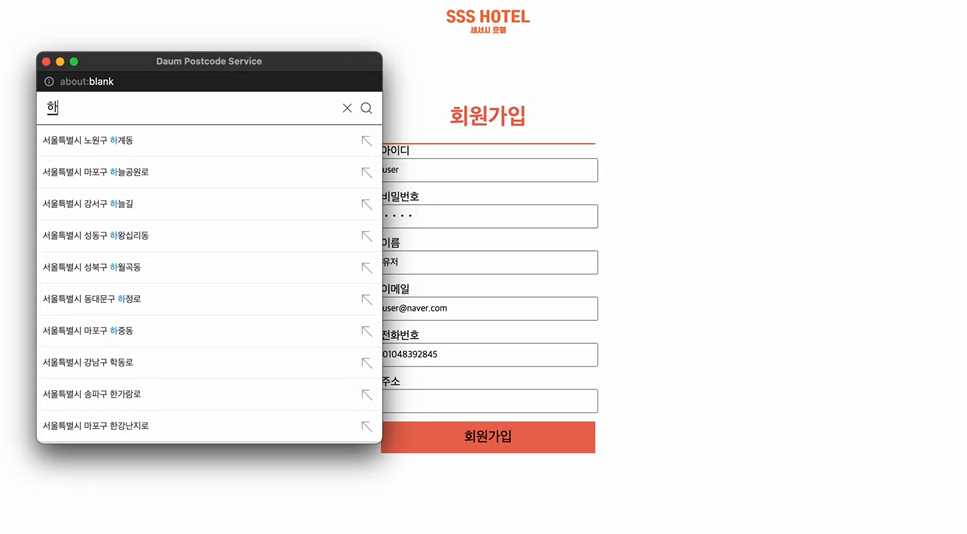 SSS HOTEL
세서시 호텔
Daum Postcode Service
about:blank
하
서울특별시 노원구 하계동
서울특별시 마포구 하늘공원로
서울특별시 강서구 하늘길
서울특별시 성동구 하왕십리동
서울특별시 성북구 하월곡동
서울특별시 동대문구 하정로
서울특별시 마포구 하중동
서울특별시 강남구 학동로
서울특별시 송파구 한가람로
서울특별시 마포구 한강난지로
회원가입
아이디
user
비밀번호
이름
유저
이메일
user@naver.com
전화번호
01048392845
주소
회원가입